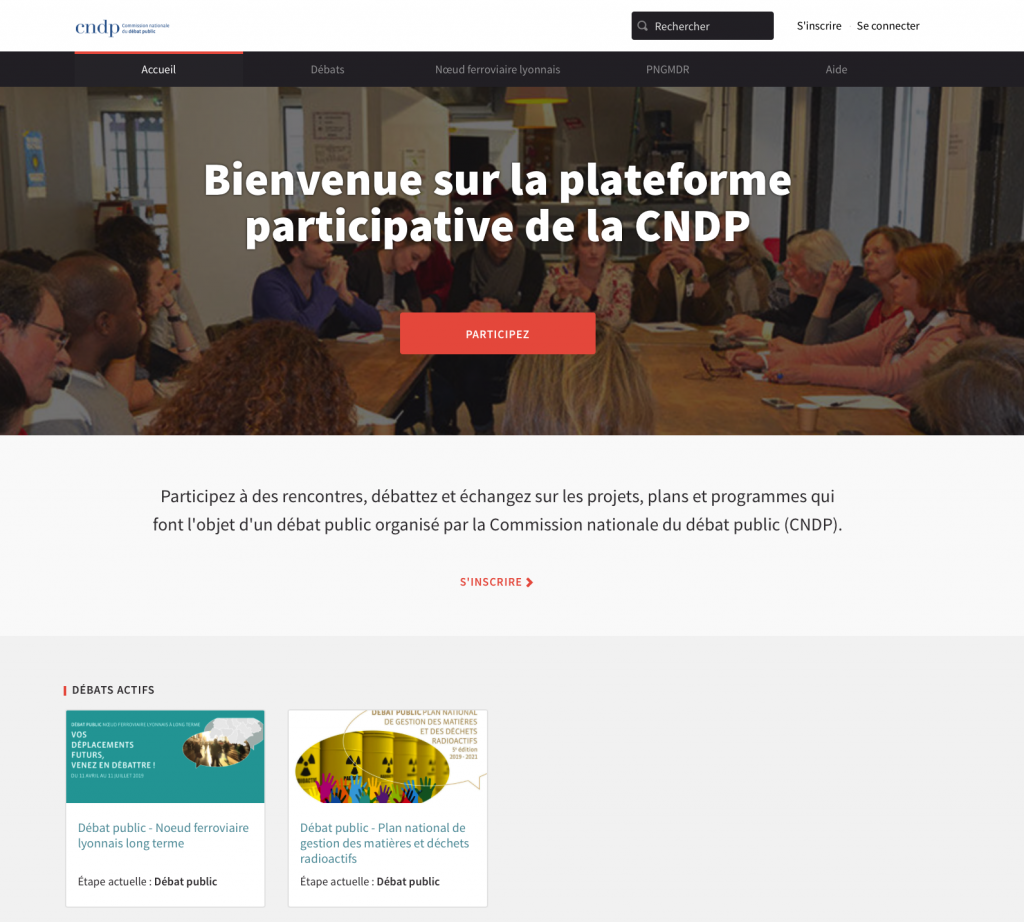 cndp Commission nationale
du débat public
Rechercher
S'inscrire · Se connecter
Accueil
Débats
Nœud ferroviaire lyonnais
PNGMDR
Aide
Bienvenue sur la plateforme
participative de la CNDP
PARTICIPEZ
Participez à des rencontres, débattez et échangez sur les projets, plans et programmes qui
font l'objet d'un débat public organisé par la Commission nationale du débat public (CNDP).
S'INSCRIRE
DÉBATS ACTIFS
DÉBAT PUBLIC NŒUD FERROVIAIRE LYONNAIS À LONG TERME
VOS
DÉPLACEMENTS
FUTURS,
VENEZ EN DÉBATTRE !
DU 11 AVRIL AU 11 JUILLET 2019
Débat public - Noeud ferroviaire
lyonnais long terme
Étape actuelle : Débat public
DÉBAT PUBLIC PLAN NATIONAL
DE GESTION DES MATIÈRES
ET DES DÉCHETS
RADIOACTIFS
5e édition
2019 - 2021
Débat public - Plan national de
gestion des matières et déchets
radioactifs
Étape actuelle : Débat public